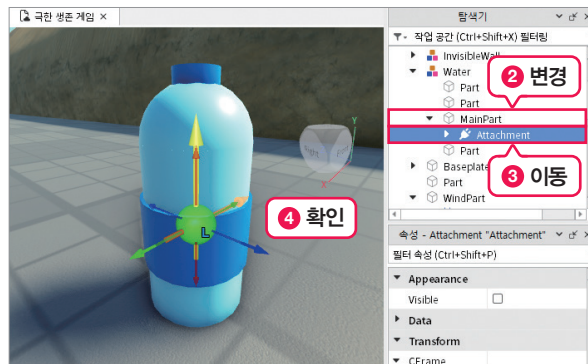 극한 생존 게임 ×
탐색기
작업 공간 (Ctrl+Shift+X) 필터링
InvisibleWall
Water
Part
Part
MainPart
Attachment
Part
Baseplate
Part
WindPart
2 변경
3 이동
4 확인
Right
Front
Y
X
L
속성 - Attachment "Attachment"
필터 속성 (Ctrl+Shift+P)
Appearance
Visible
Data
Transform
CFrame